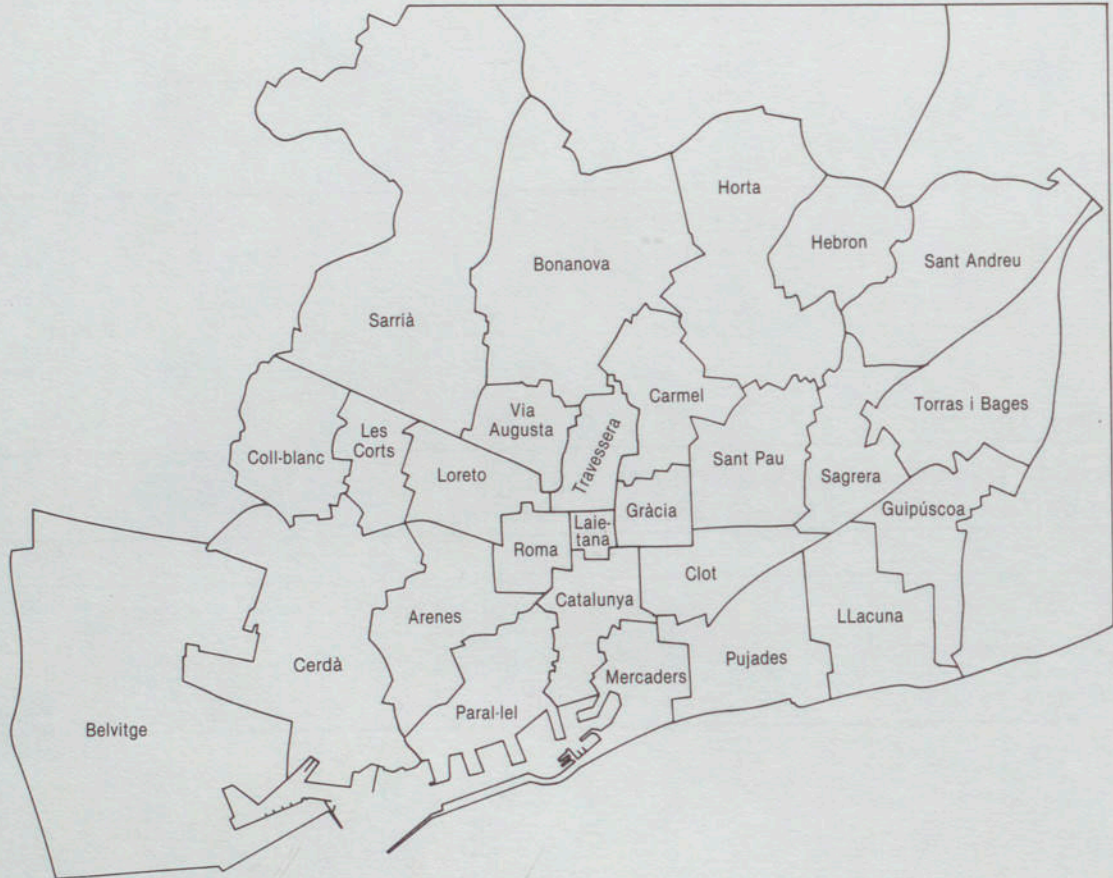 Horta
Hebron
Sant Andreu
Bonanova
Sarrià
Carmel
Torras i Bages
Via
Augusta
Travessera
Les
Corts
Coll-blanc
Loreto
Sant Pau
Sagrera
Gràcia
Guipúscoa
Laie-
tana
Roma
Clot
Catalunya
Arenes
LLacuna
Cerdà
Mercaders
Pujades
Paral·lel
Belvitge